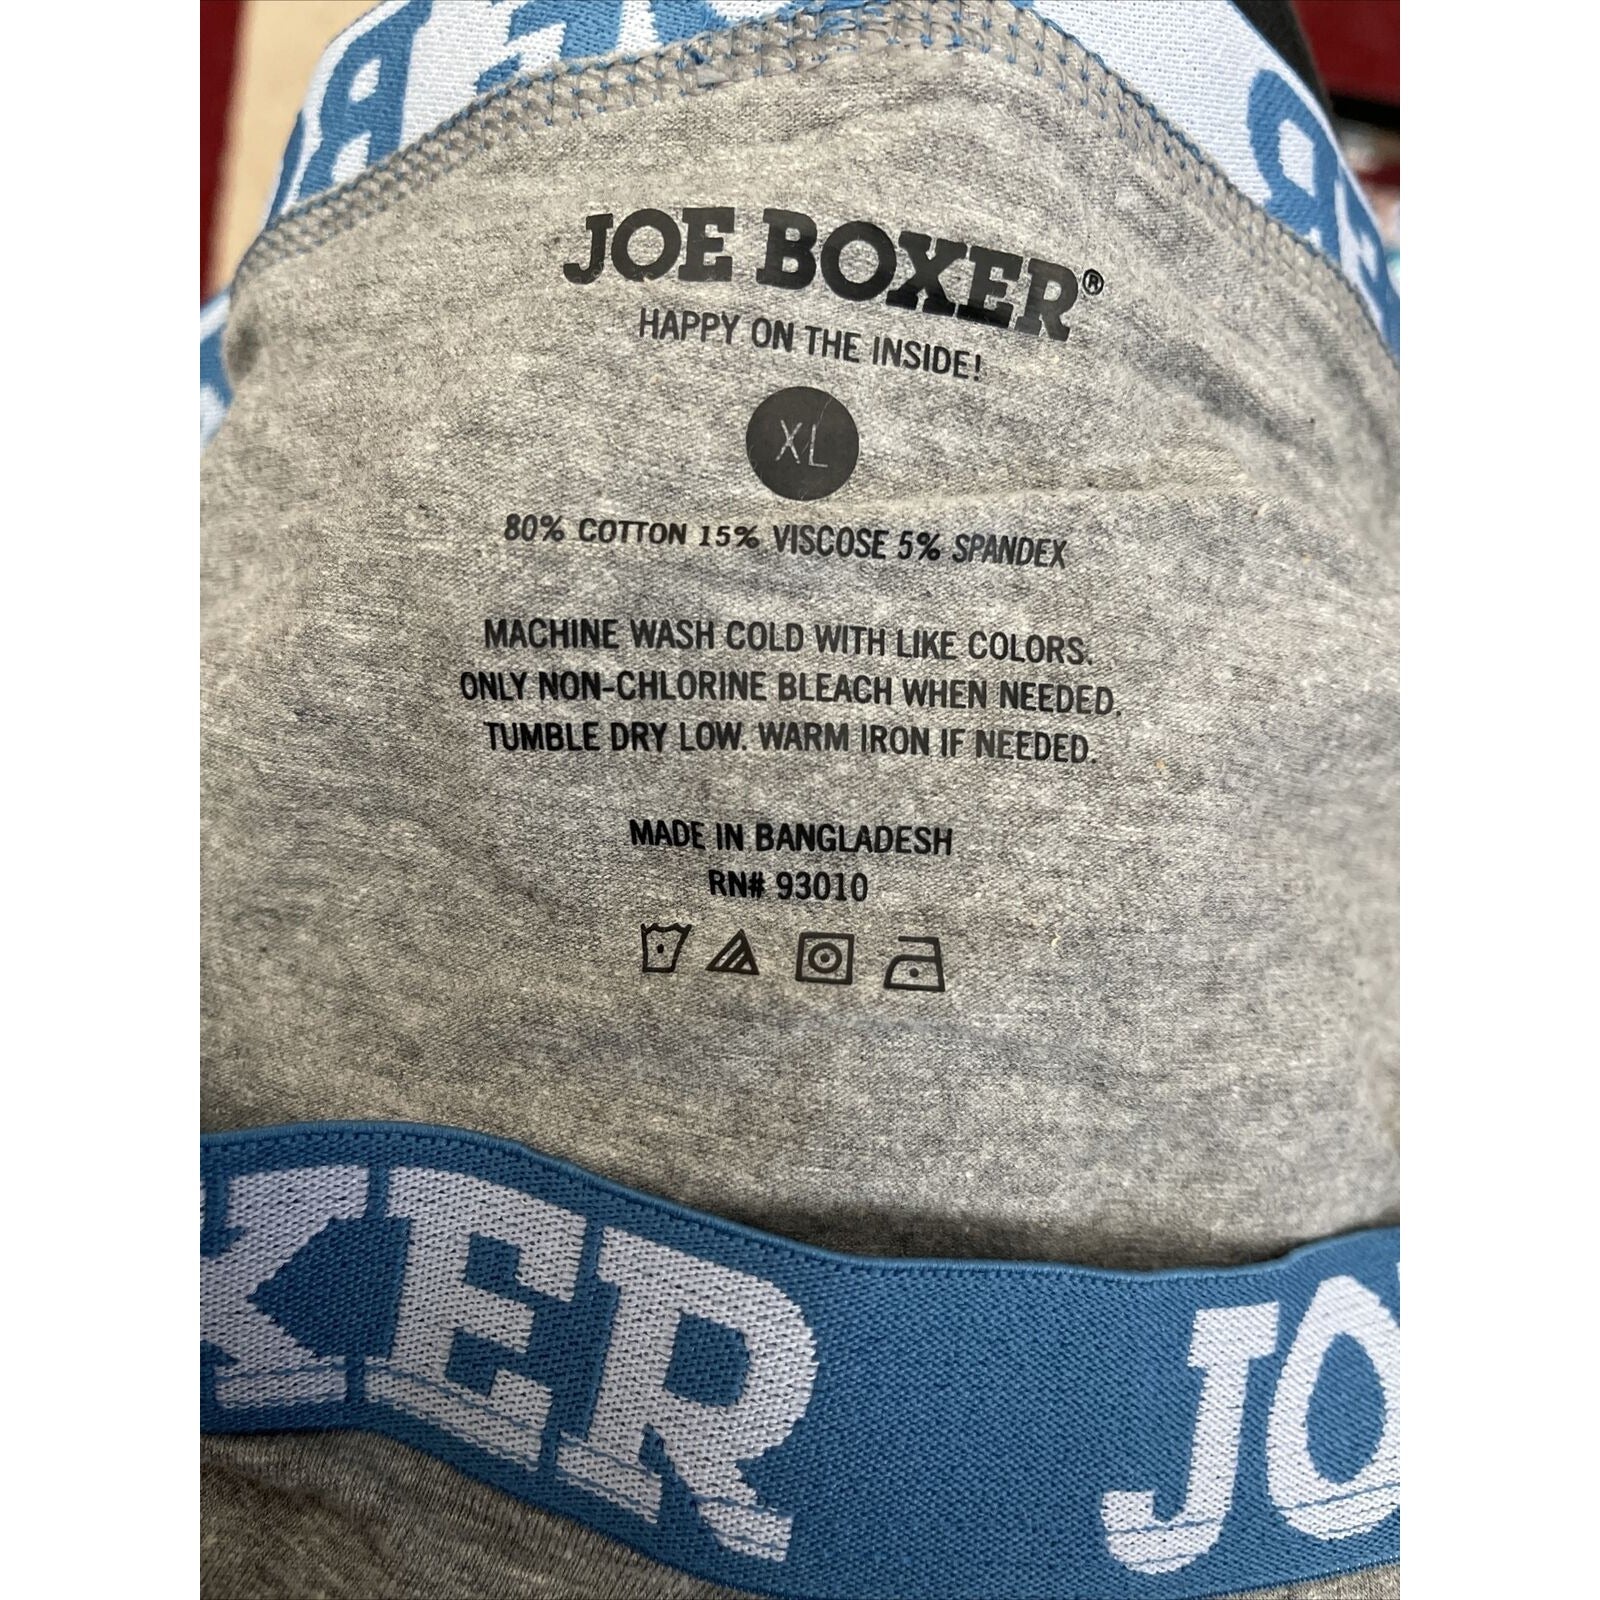 JOE BOXER®
HAPPY ON THE INSIDE!
XL
80% COTTON 15% VISCOSE 5% SPANDEX
MACHINE WASH COLD WITH LIKE COLORS.
ONLY NON-CHLORINE BLEACH WHEN NEEDED.
TUMBLE DRY LOW. WARM IRON IF NEEDED.
MADE IN BANGLADESH
RN# 93010
XER JO